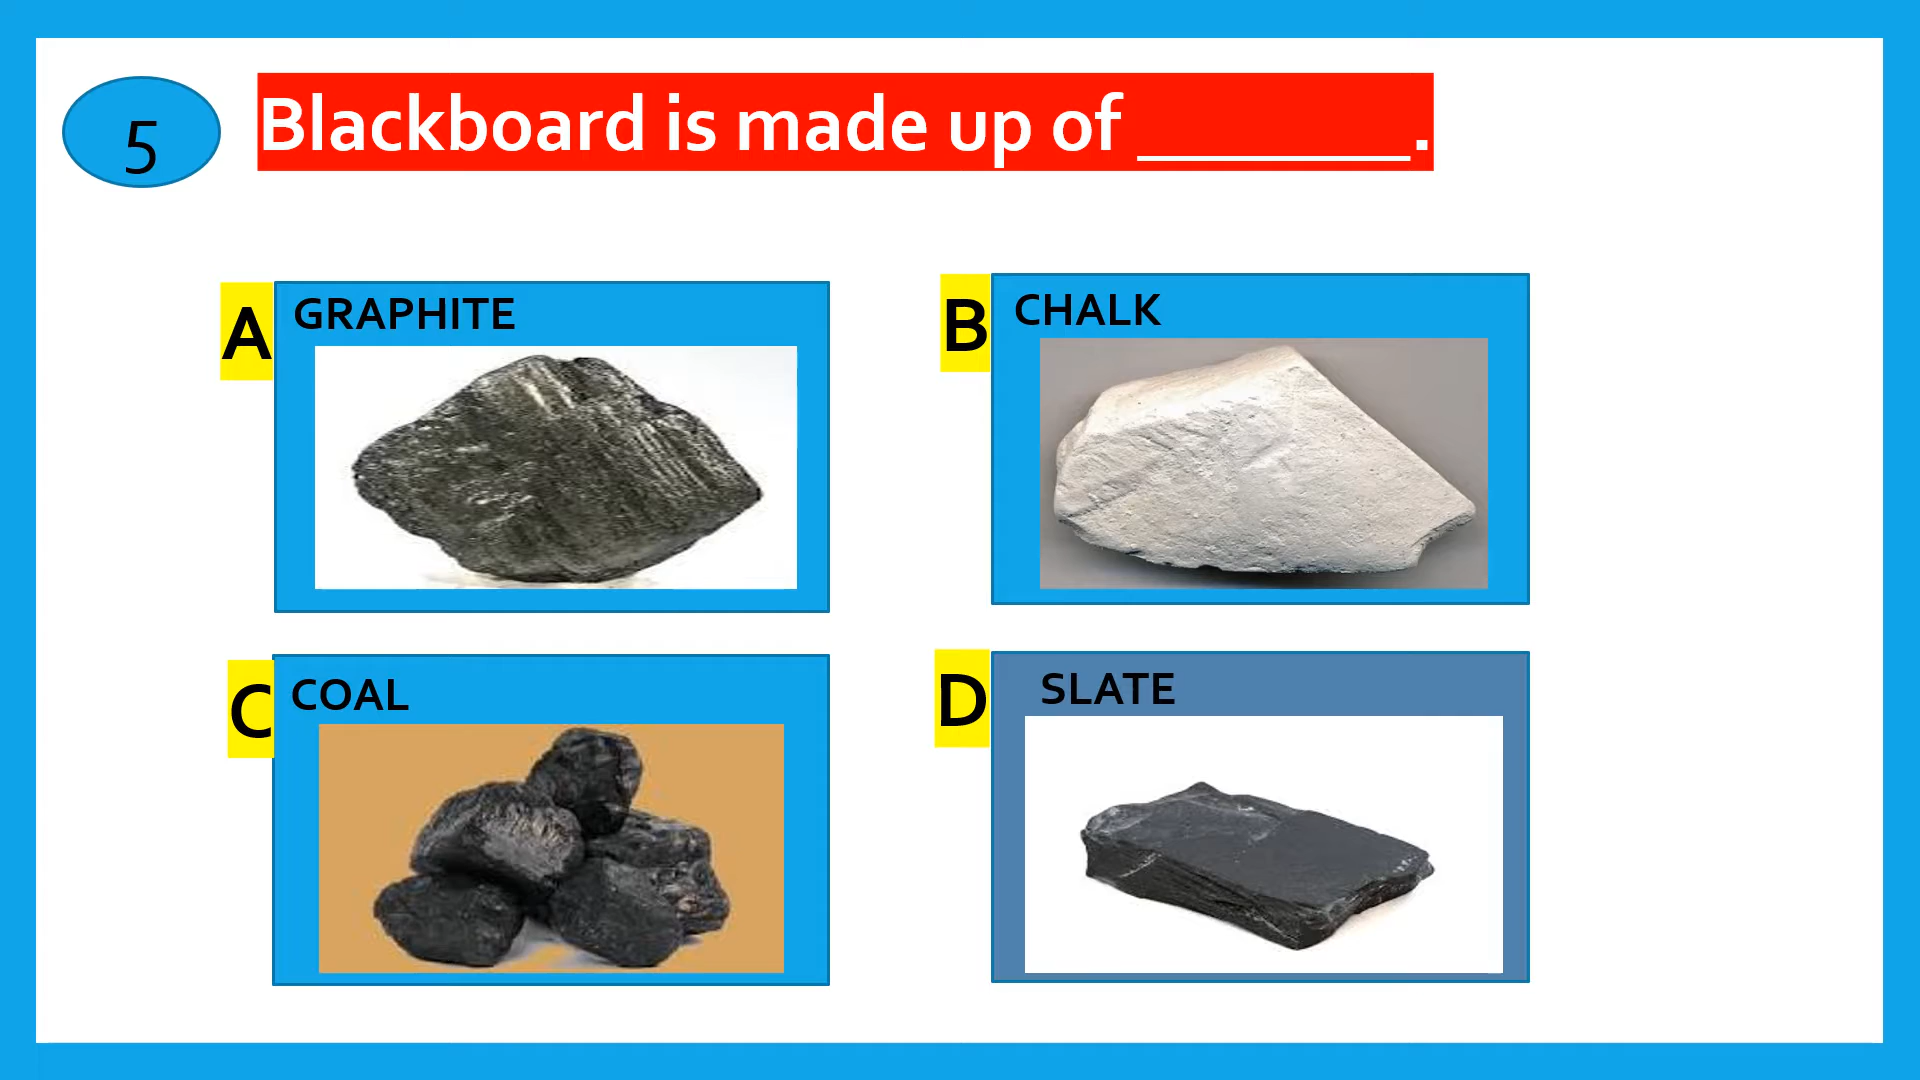 5
Blackboard is made up of ________.
A
GRAPHITE
B
CHALK
C
COAL
D
SLATE